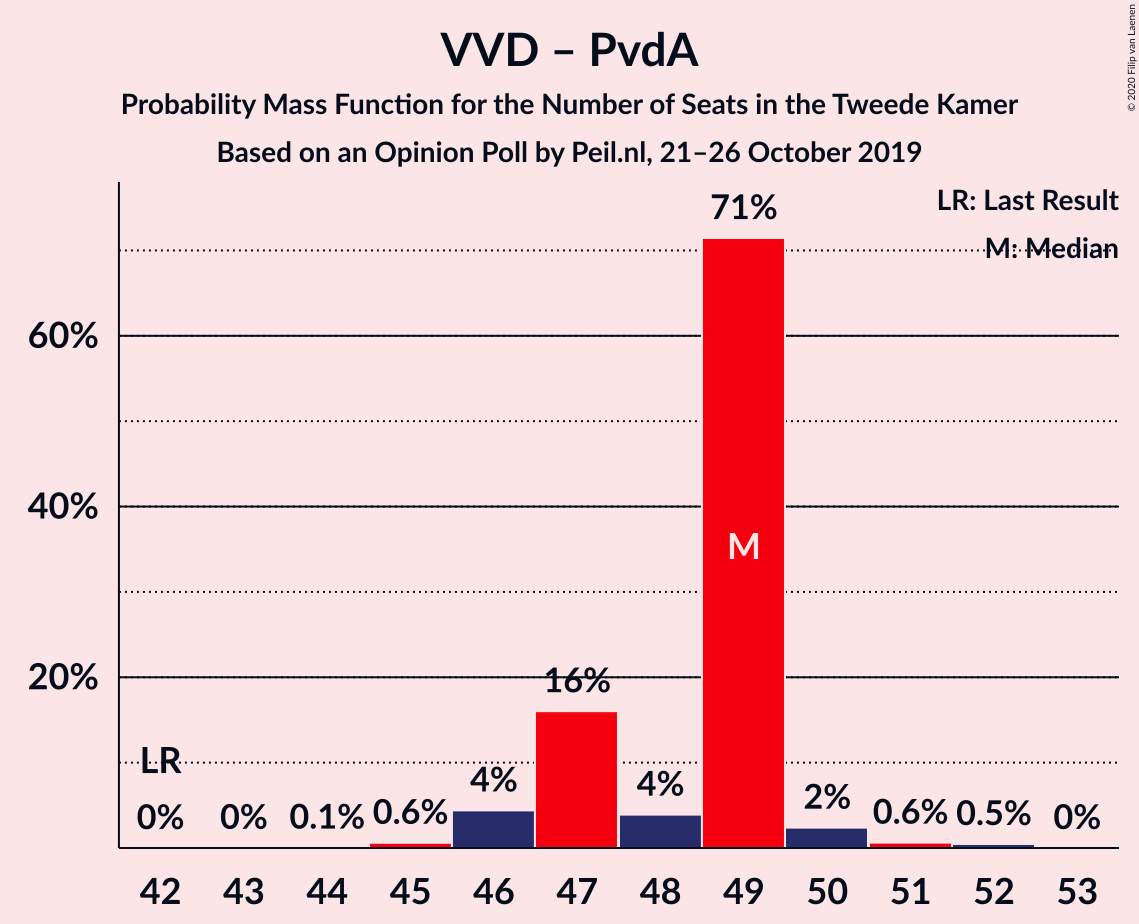 VVD – PvdA
Probability Mass Function for the Number of Seats in the Tweede Kamer
Based on an Opinion Poll by Peil.nl, 21–26 October 2019
© 2020 Filip van Laenen
LR: Last Result
M: Median
71%
60%
40%
M
20%
16%
LR
0%
0%
0.1%
0.6%
4%
4%
2%
0.6%
0.5%
0%
42 43 44 45 46 47 48 49 50 51 52 53